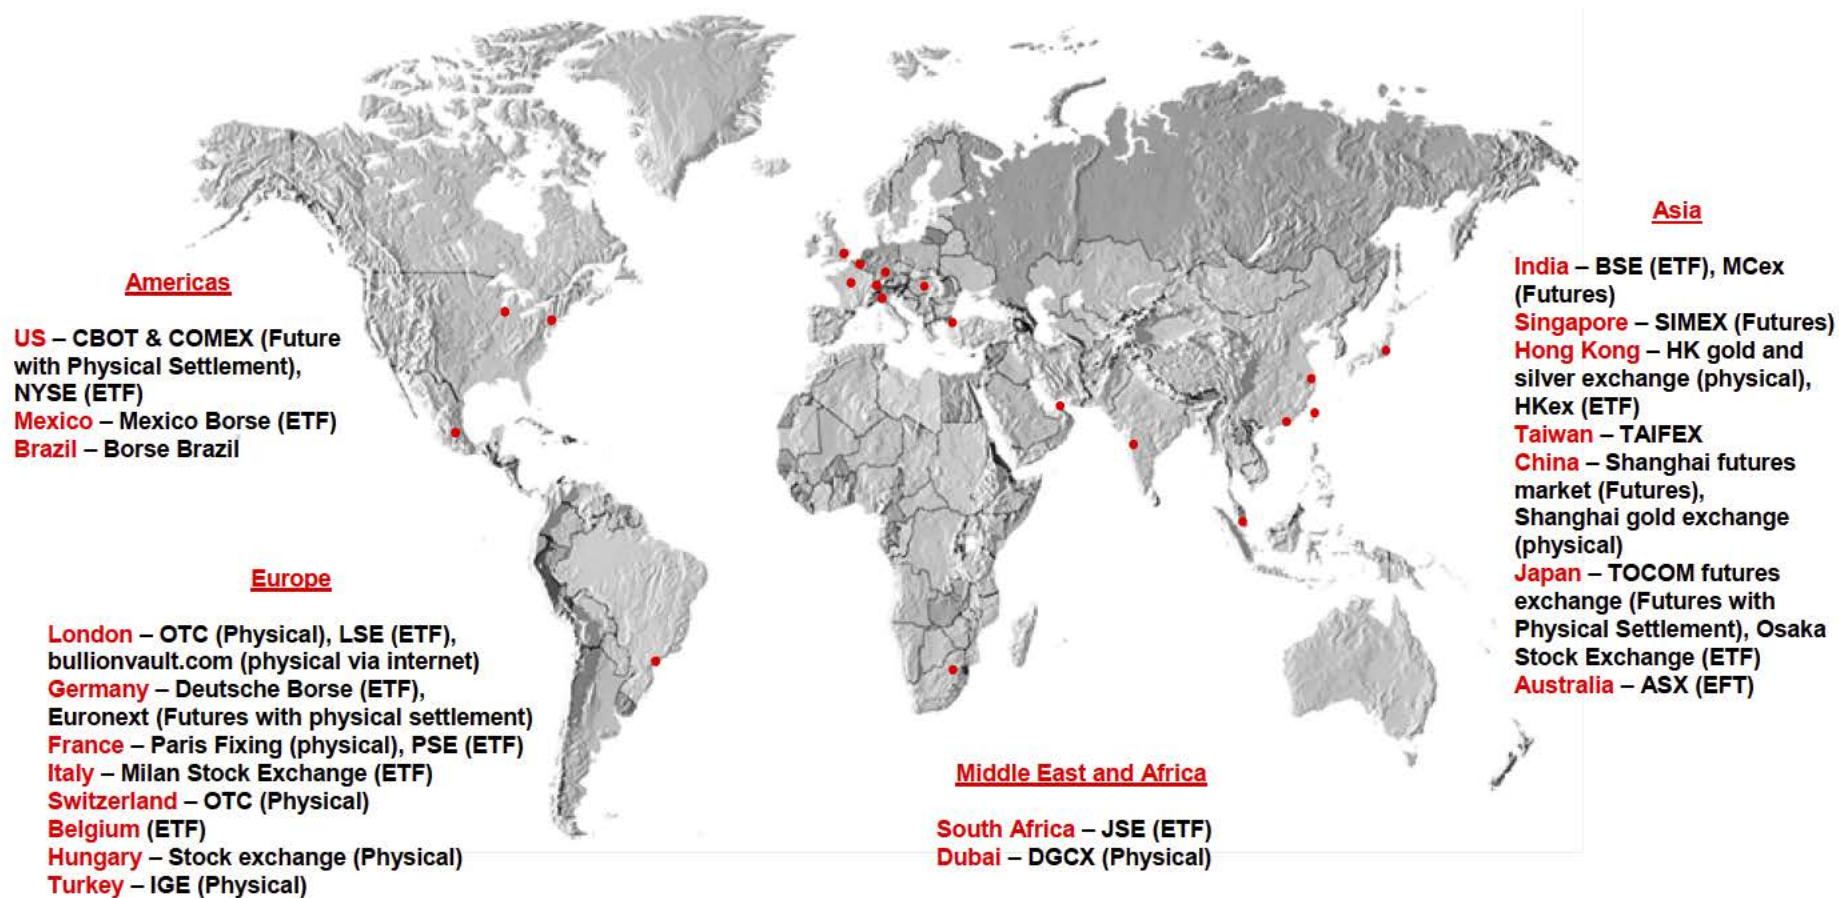 Americas
US – CBOT & COMEX (Future
with Physical Settlement),
NYSE (ETF)
Mexico – Mexico Borse (ETF)
Brazil – Borse Brazil
Europe
London – OTC (Physical), LSE (ETF),
bullionvault.com (physical via internet)
Germany – Deutsche Borse (ETF),
Euronext (Futures with physical settlement)
France – Paris Fixing (physical), PSE (ETF)
Italy – Milan Stock Exchange (ETF)
Switzerland – OTC (Physical)
Belgium (ETF)
Hungary – Stock exchange (Physical)
Turkey – IGE (Physical)
Middle East and Africa
South Africa – JSE (ETF)
Dubai – DGCX (Physical)
Asia
India – BSE (ETF), MCex
(Futures)
Singapore – SIMEX (Futures)
Hong Kong – HK gold and
silver exchange (physical),
HKex (ETF)
Taiwan – TAIFEX
China – Shanghai futures
market (Futures),
Shanghai gold exchange
(physical)
Japan – TOCOM futures
exchange (Futures with
Physical Settlement), Osaka
Stock Exchange (ETF)
Australia – ASX (EFT)